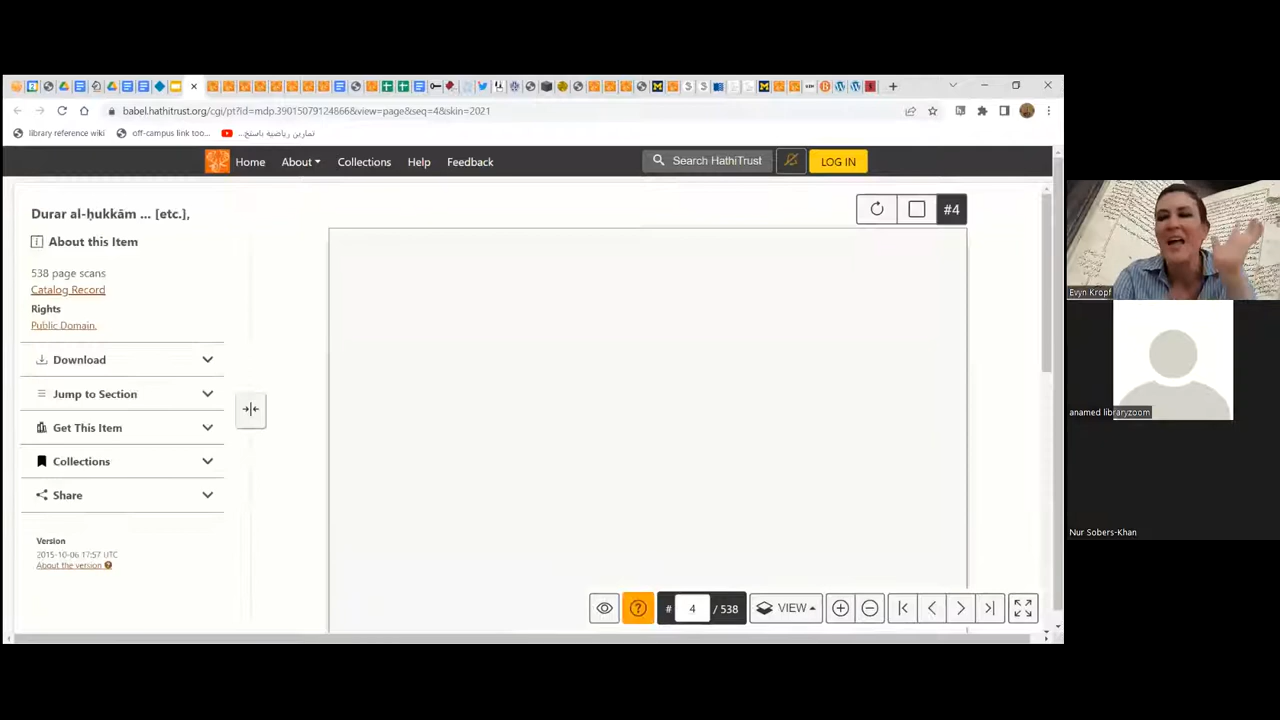 babel.hathitrust.org/cgi/pt?id=mdp.39015079124866&view=page&seq=4&skin=2021
library reference wiki
off-campus link too...
تمارين رياضيه باستخ...
Home
About
Collections
Help
Feedback
Search HathiTrust
LOG IN
Durar al-ḥukkām ... [etc.],
#4
About this Item
538 page scans
Catalog Record
Rights
Public Domain.
Download
Jump to Section
Get This Item
Collections
Share
Version
2015-10-06 17:57 UTC
About the version
# 4 / 538
VIEW
Evyn Kropf
anamed libraryzoom
Nur Sobers-Khan